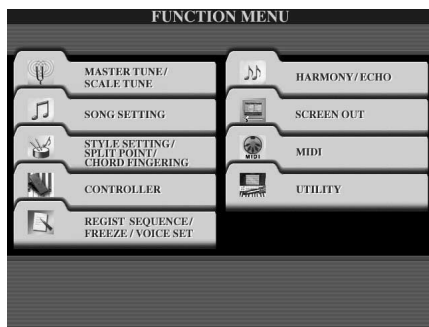 FUNCTION MENU
MASTER TUNE/
SCALE TUNE
SONG SETTING
STYLE SETTING/
SPLIT POINT/
CHORD FINGERING
CONTROLLER
REGIST SEQUENCE/
FREEZE / VOICE SET
HARMONY/ECHO
SCREEN OUT
MIDI
MIDI
UTILITY